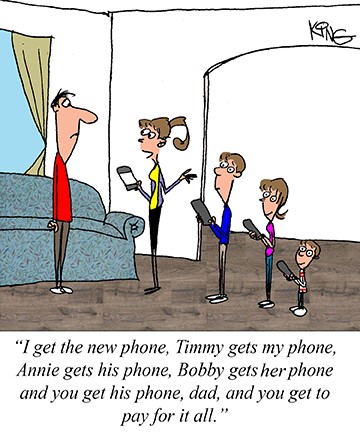 KING
"I get the new phone, Timmy gets my phone,
Annie gets his phone, Bobby gets her phone
and you get his phone, dad, and you get to
pay for it all."